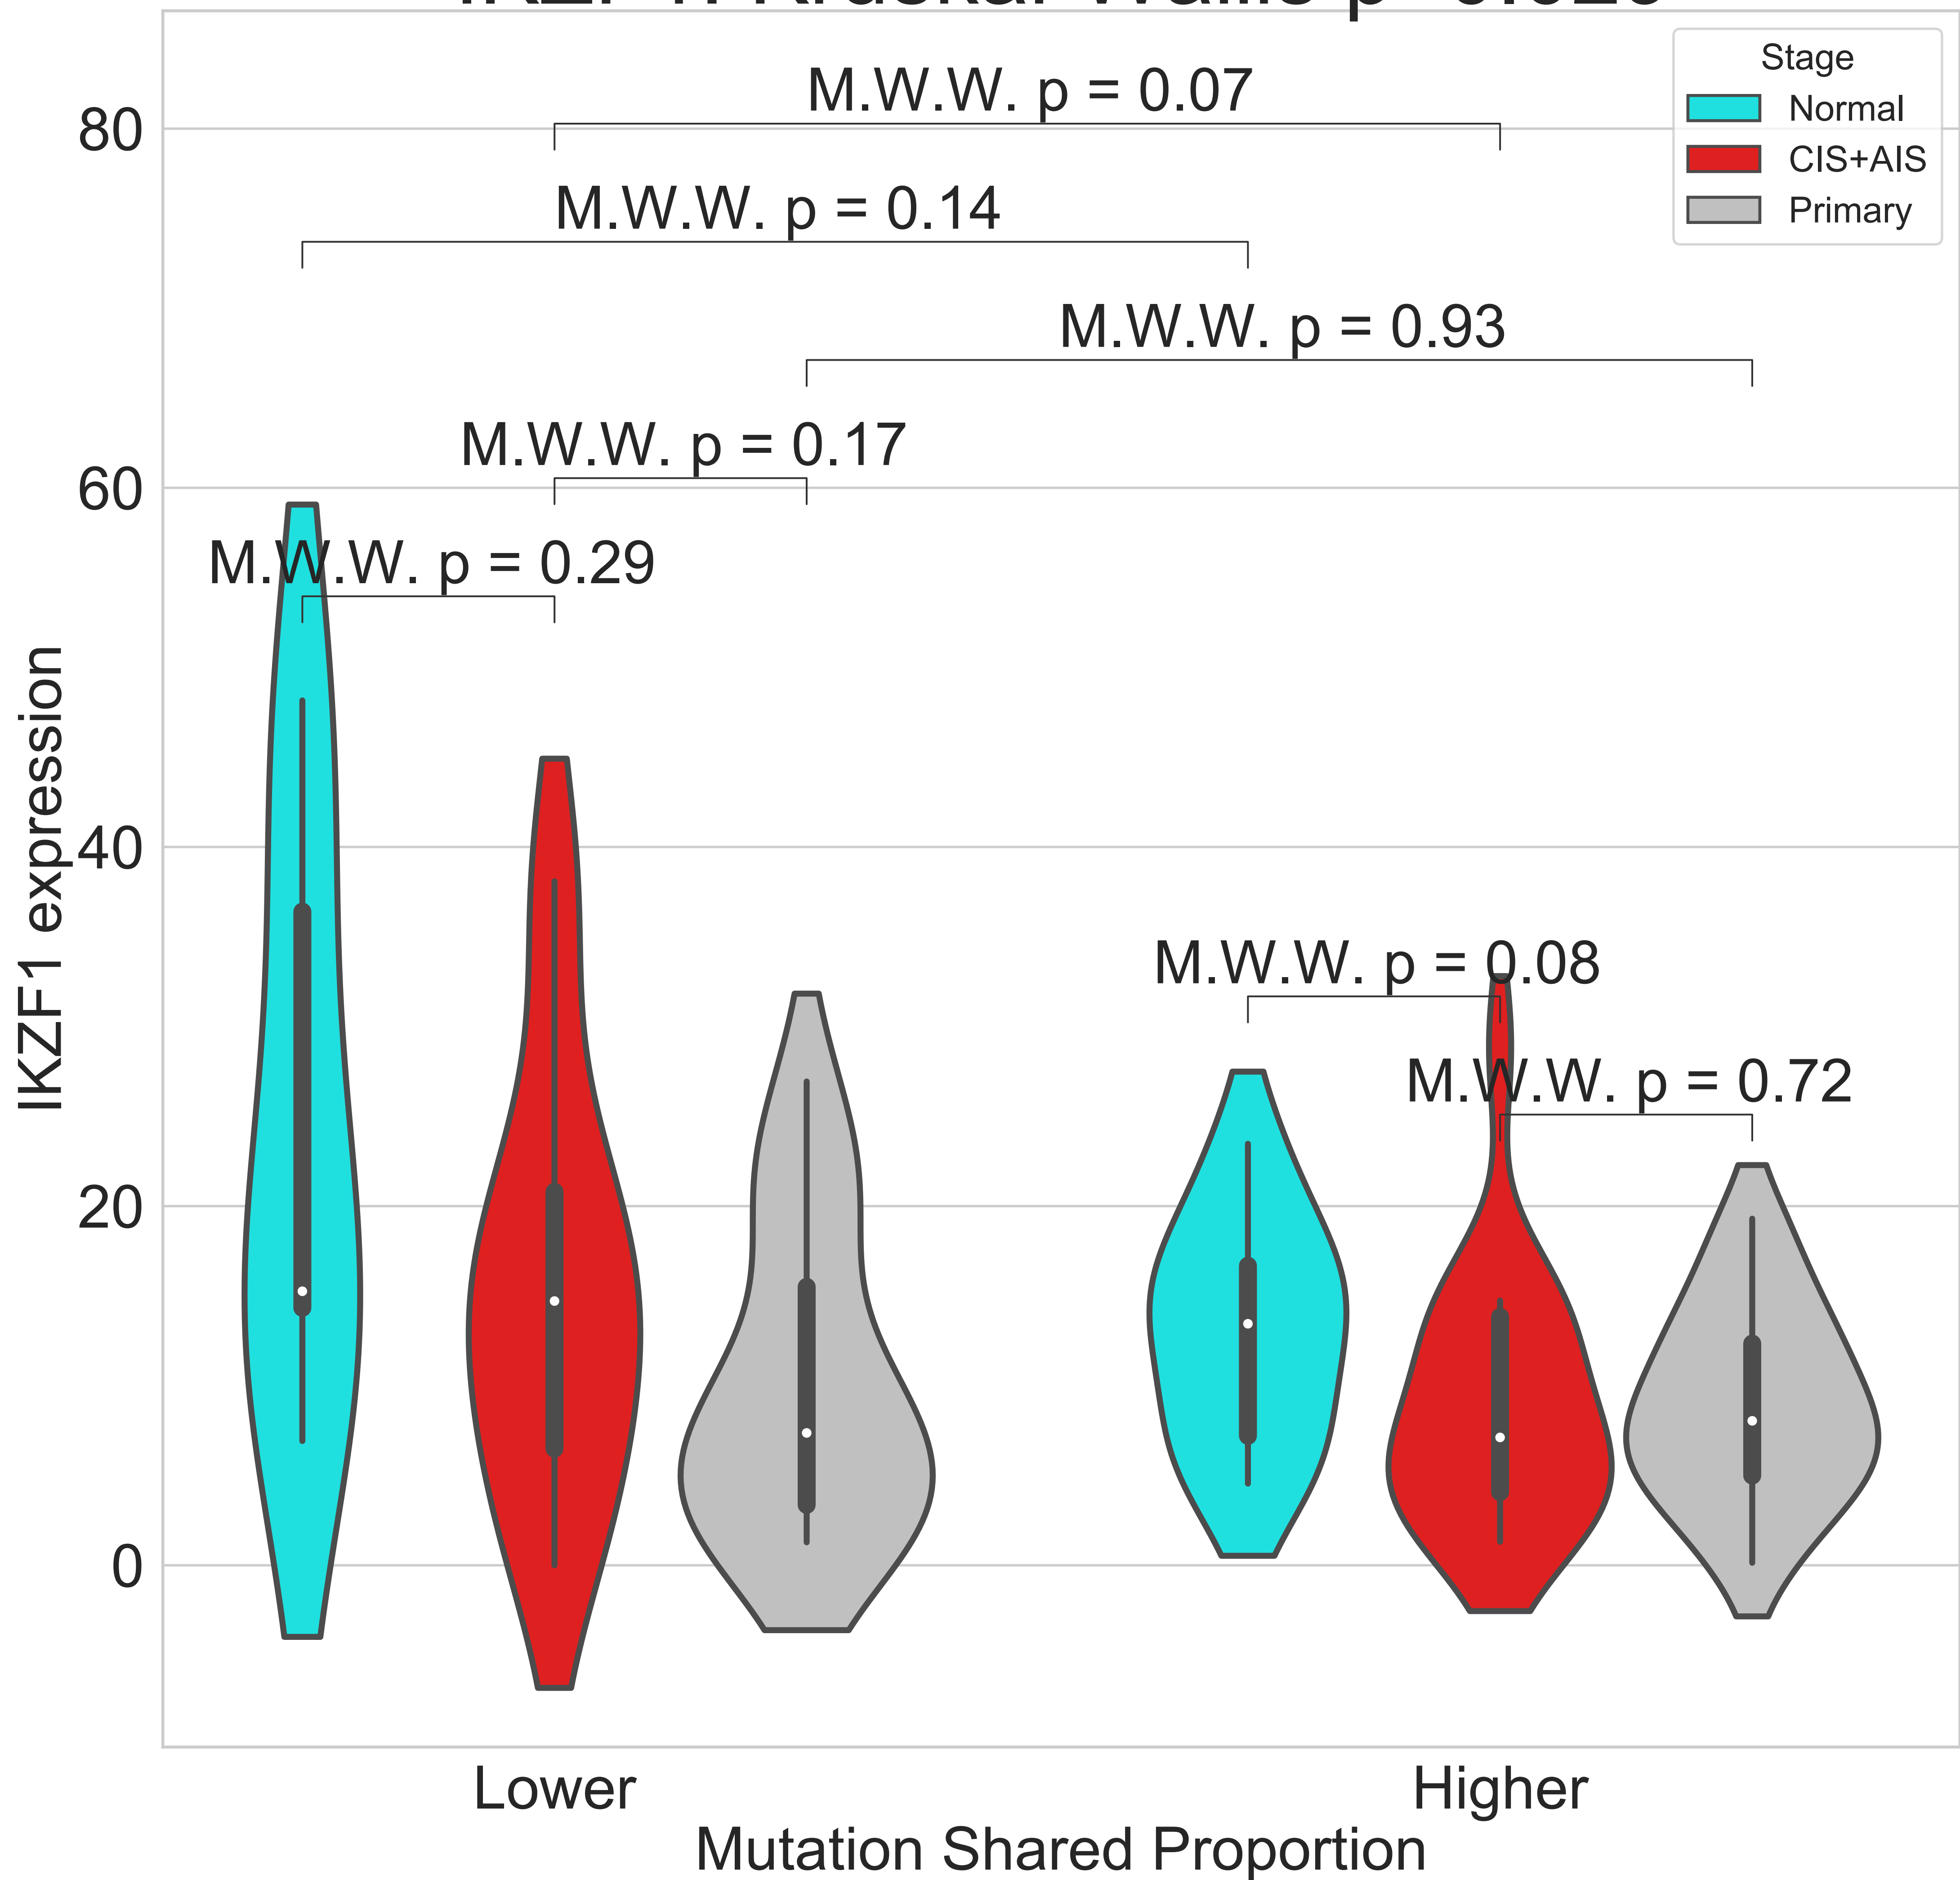 Stage
Normal
CIS+AIS
Primary
M.W.W. p = 0.07
M.W.W. p = 0.14
M.W.W. p = 0.93
M.W.W. p = 0.17
M.W.W. p = 0.29
M.W.W. p = 0.08
M.W.W. p = 0.72
80
60
40
20
0
IKZF1 expression
Lower
Higher
Mutation Shared Proportion